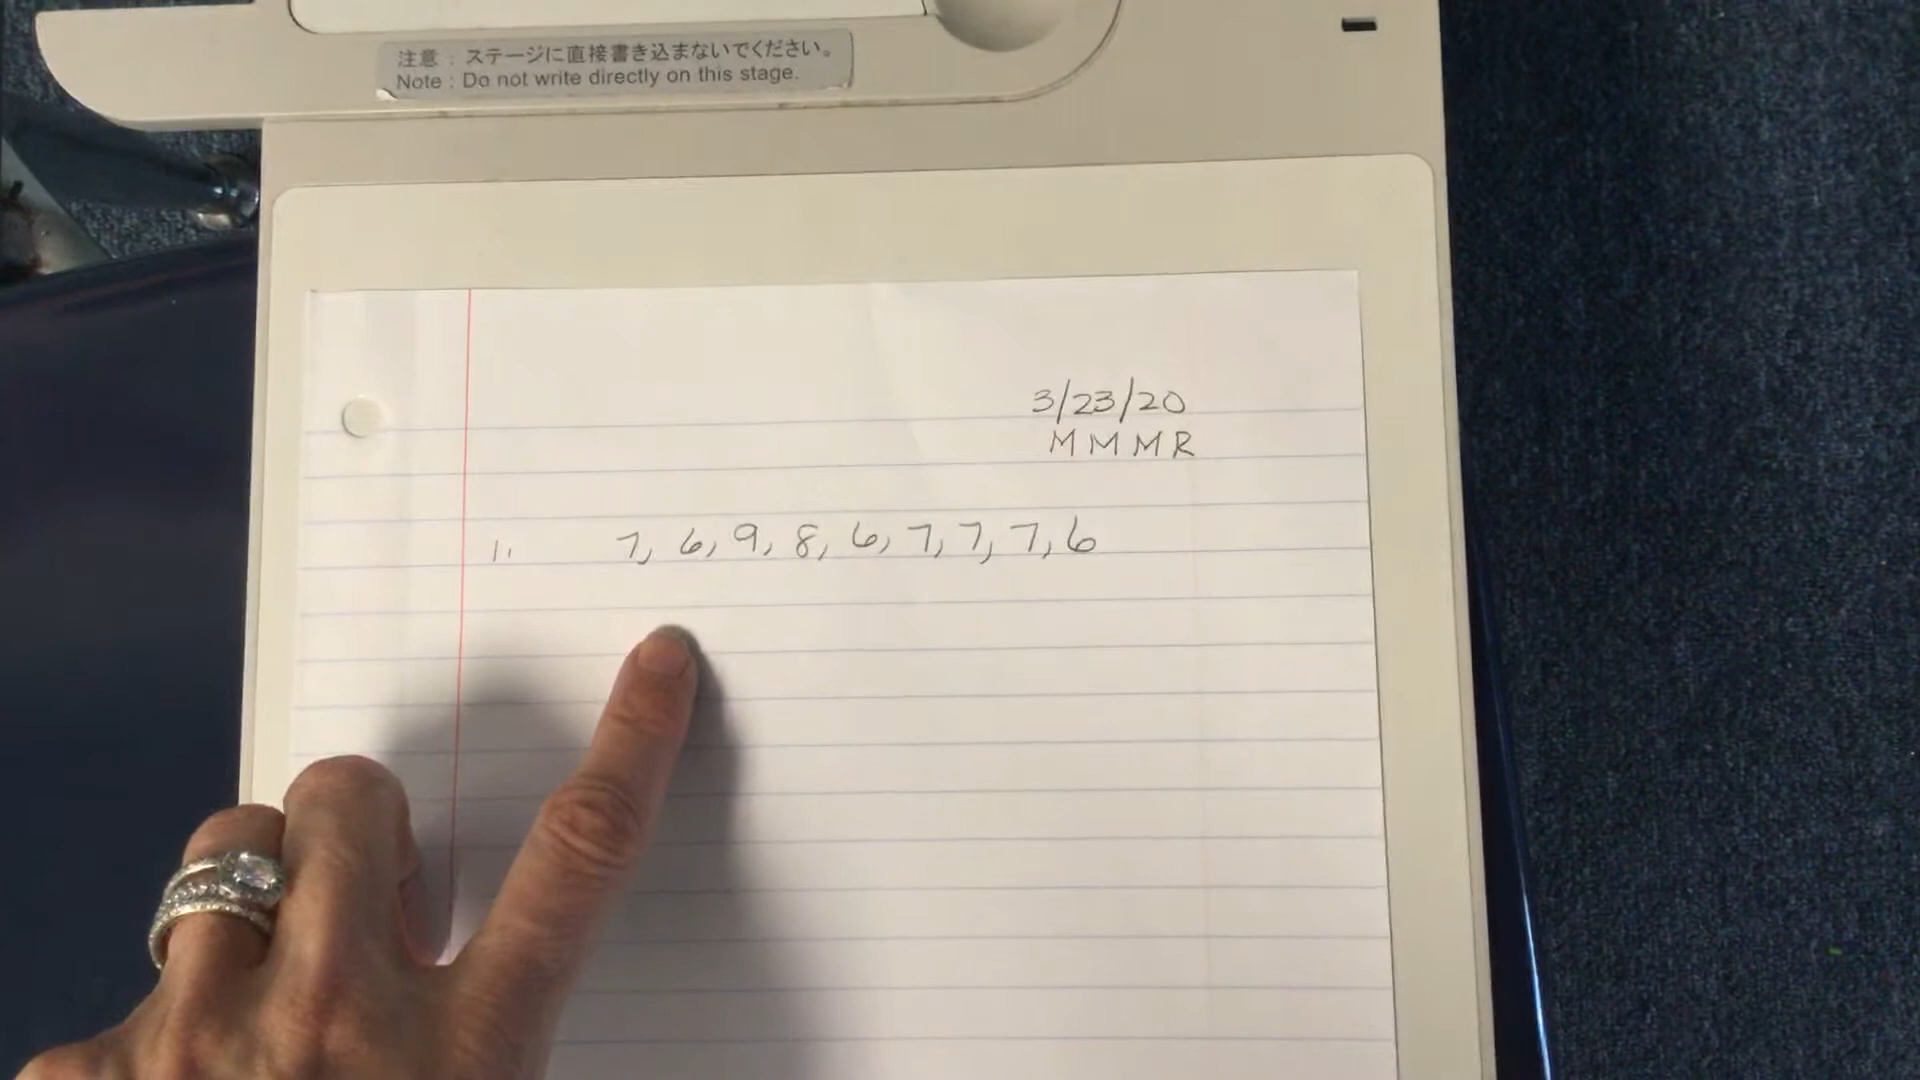 注意 : ステージに直接書き込まないでください。
Note : Do not write directly on this stage.
3/23/20
MMMR
1. 7, 6, 9, 8, 6, 7, 7, 7, 6